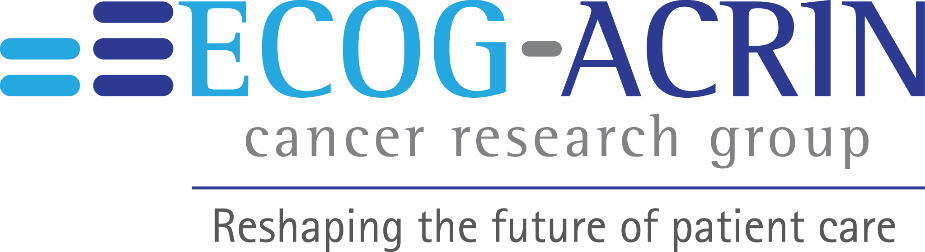 ECOG-ACRIN
cancer research group
Reshaping the future of patient care